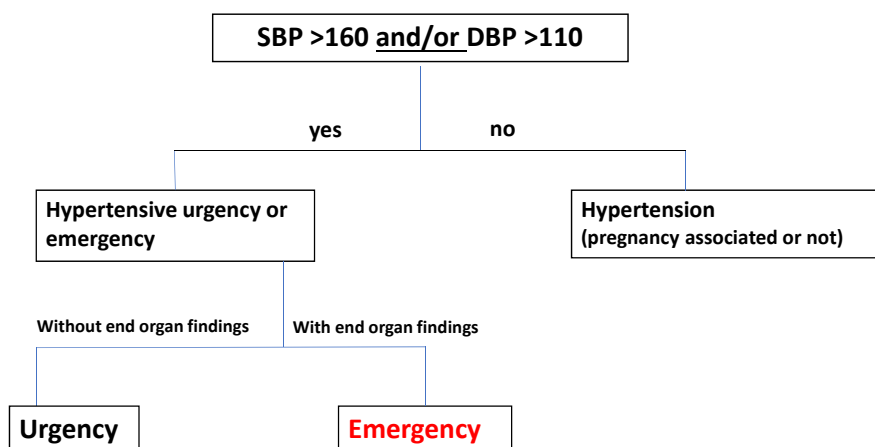 SBP >160 and/or DBP >110
yes
no
Hypertensive urgency or
emergency
Hypertension
(pregnancy associated or not)
Without end organ findings
With end organ findings
Urgency
Emergency